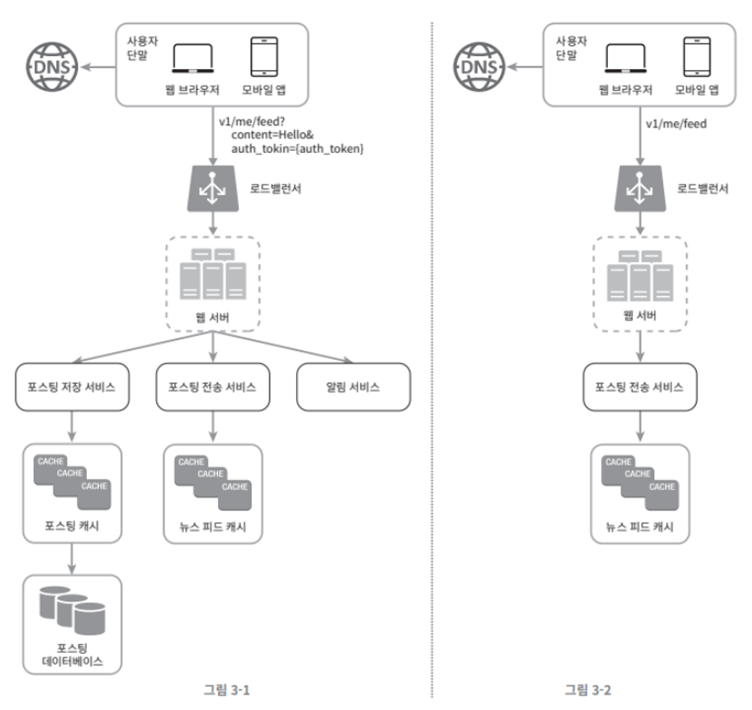 DNS
사용자
단말
웹 브라우저
모바일 앱
v1/me/feed?
content=Hello&
auth_tokin={auth_token}
로드밸런서
웹 서버
포스팅 저장 서비스
포스팅 전송 서비스
알림 서비스
CACHE
CACHE
CACHE
포스팅 캐시
CACHE
CACHE
CACHE
뉴스 피드 캐시
포스팅
데이터베이스
그림 3-1
DNS
사용자
단말
웹 브라우저
모바일 앱
v1/me/feed
로드밸런서
웹 서버
포스팅 전송 서비스
CACHE
CACHE
CACHE
뉴스 피드 캐시
그림 3-2